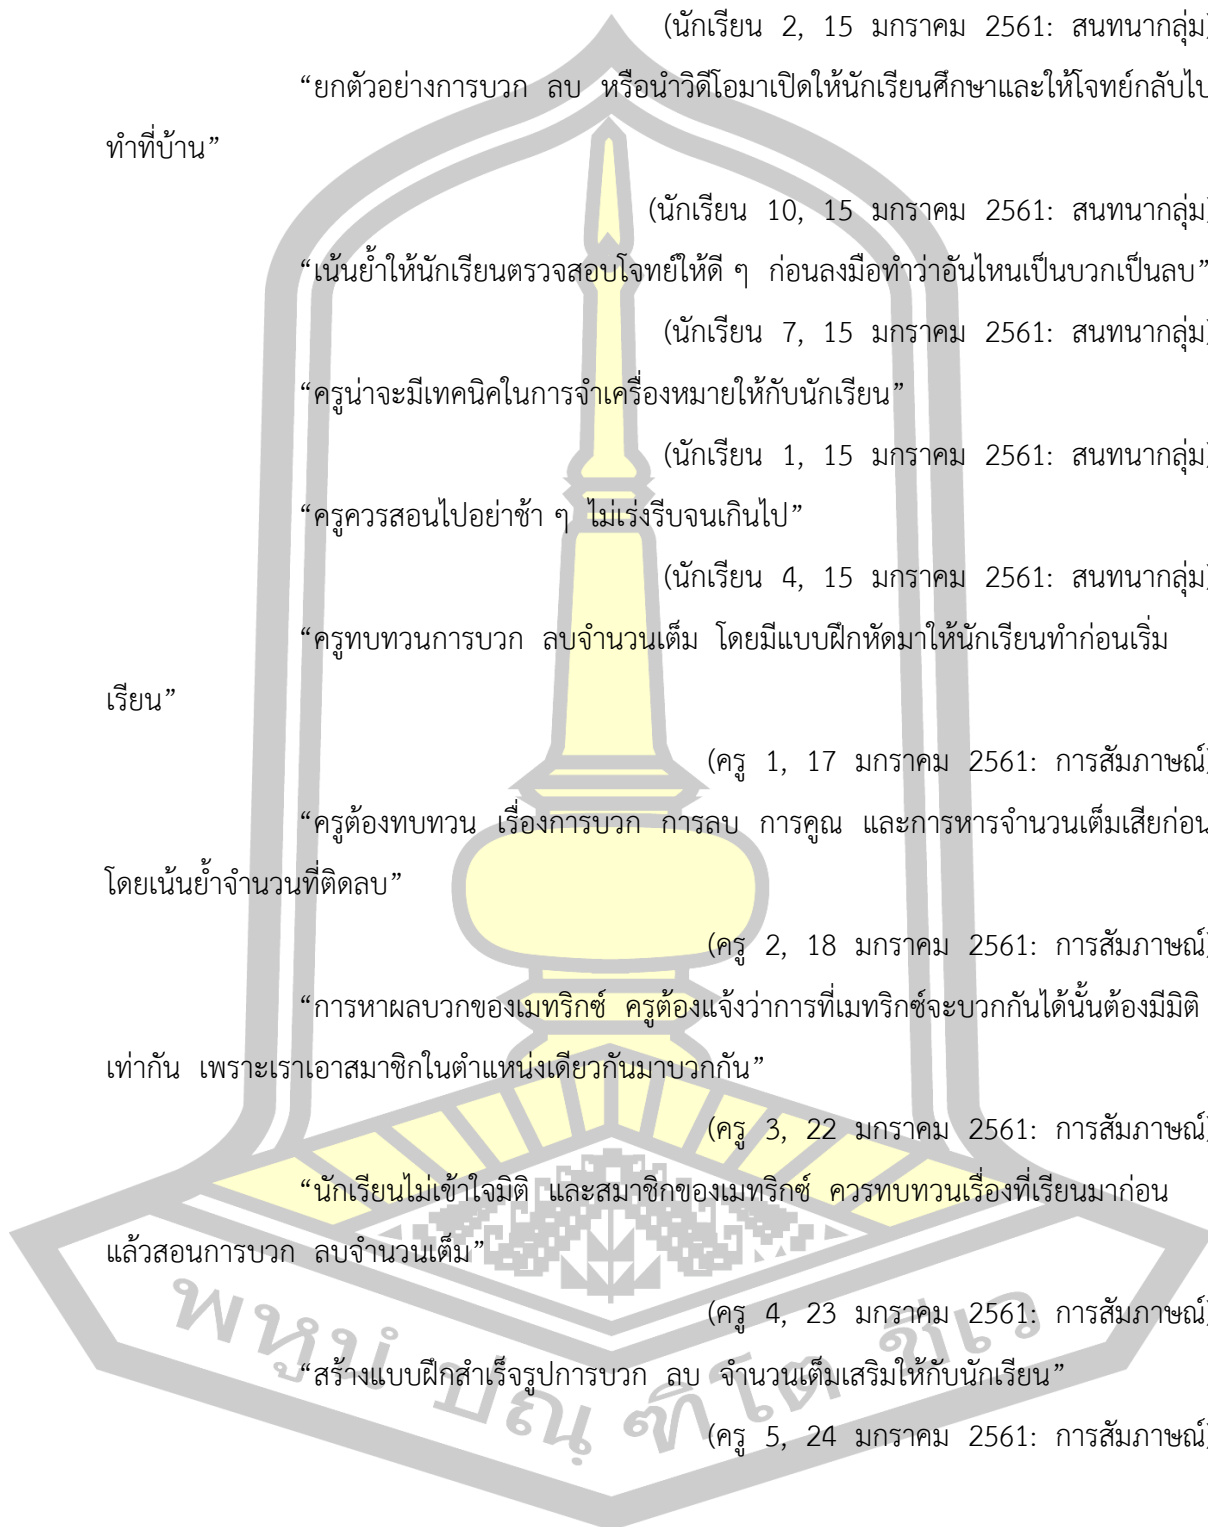 (นักเรียน 2, 15 มกราคม 2561: สนทนากลุ่ม)
“ยกตัวอย่างการบวก ลบ หรือนำวิดีโอมาเปิดให้นักเรียนศึกษาและให้โจทย์กลับไป
ทำที่บ้าน”
(นักเรียน 10, 15 มกราคม 2561: สนทนากลุ่ม)
“เน้นย้ำให้นักเรียนตรวจสอบโจทย์ให้ดี ๆ ก่อนลงมือทำว่าอันไหนเป็นบวกเป็นลบ”
(นักเรียน 7, 15 มกราคม 2561: สนทนากลุ่ม)
“ครูน่าจะมีเทคนิคในการจำเครื่องหมายให้กับนักเรียน”
(นักเรียน 1, 15 มกราคม 2561: สนทนากลุ่ม)
“ครูควรสอนไปอย่าช้า ๆ ไม่เร่งรีบจนเกินไป”
(นักเรียน 4, 15 มกราคม 2561: สนทนากลุ่ม)
“ครูทบทวนการบวก ลบจำนวนเต็ม โดยมีแบบฝึกหัดมาให้นักเรียนทำก่อนเริ่ม
เรียน”
(ครู 1, 17 มกราคม 2561: การสัมภาษณ์)
“ครูต้องทบทวน เรื่องการบวก การลบ การคูณ และการหารจำนวนเต็มเสียก่อน
โดยเน้นย้ำจำนวนที่ติดลบ”
(ครู 2, 18 มกราคม 2561: การสัมภาษณ์)
“การหาผลบวกของเมทริกซ์ ครูต้องแจ้งว่าการที่เมทริกซ์จะบวกกันได้นั้นต้องมีมิติ
เท่ากัน เพราะเราเอาสมาชิกในตำแหน่งเดียวกันมาบวกกัน”
(ครู 3, 22 มกราคม 2561: การสัมภาษณ์)
“นักเรียนไม่เข้าใจมิติ และสมาชิกของเมทริกซ์ ควรทบทวนเรื่องที่เรียนมาก่อน
แล้วสอนการบวก ลบจำนวนเต็ม”
(ครู 4, 23 มกราคม 2561: การสัมภาษณ์)
“สร้างแบบฝึกสำเร็จรูปการบวก ลบ จำนวนเต็มเสริมให้กับนักเรียน”
(ครู 5, 24 มกราคม 2561: การสัมภาษณ์)
พหูนํ ปณฺฑิโต ชีเว